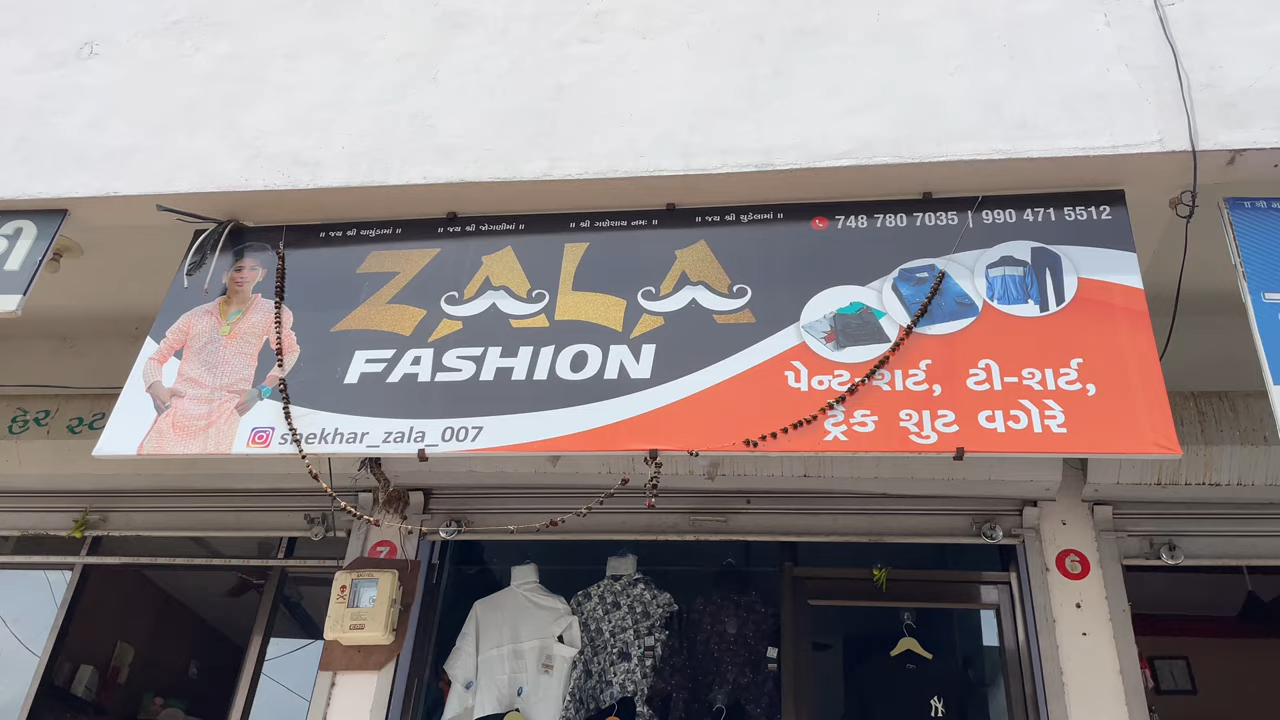 ॥ જય શ્રી ચામુંડામાં ॥ ॥ જય શ્રી જોગણીમાં ॥ ॥ શ્રી ગણેશાય નમઃ ॥ ॥ જય શ્રી ચુડેલમાં ॥ 748 780 7035 | 990 471 5512
ZALA
FASHION
પેન્ટ-શર્ટ, ટી-શર્ટ,
ટ્રેક શુટ વગેરે
shekhar_zala_007
હેર
7
6
NY